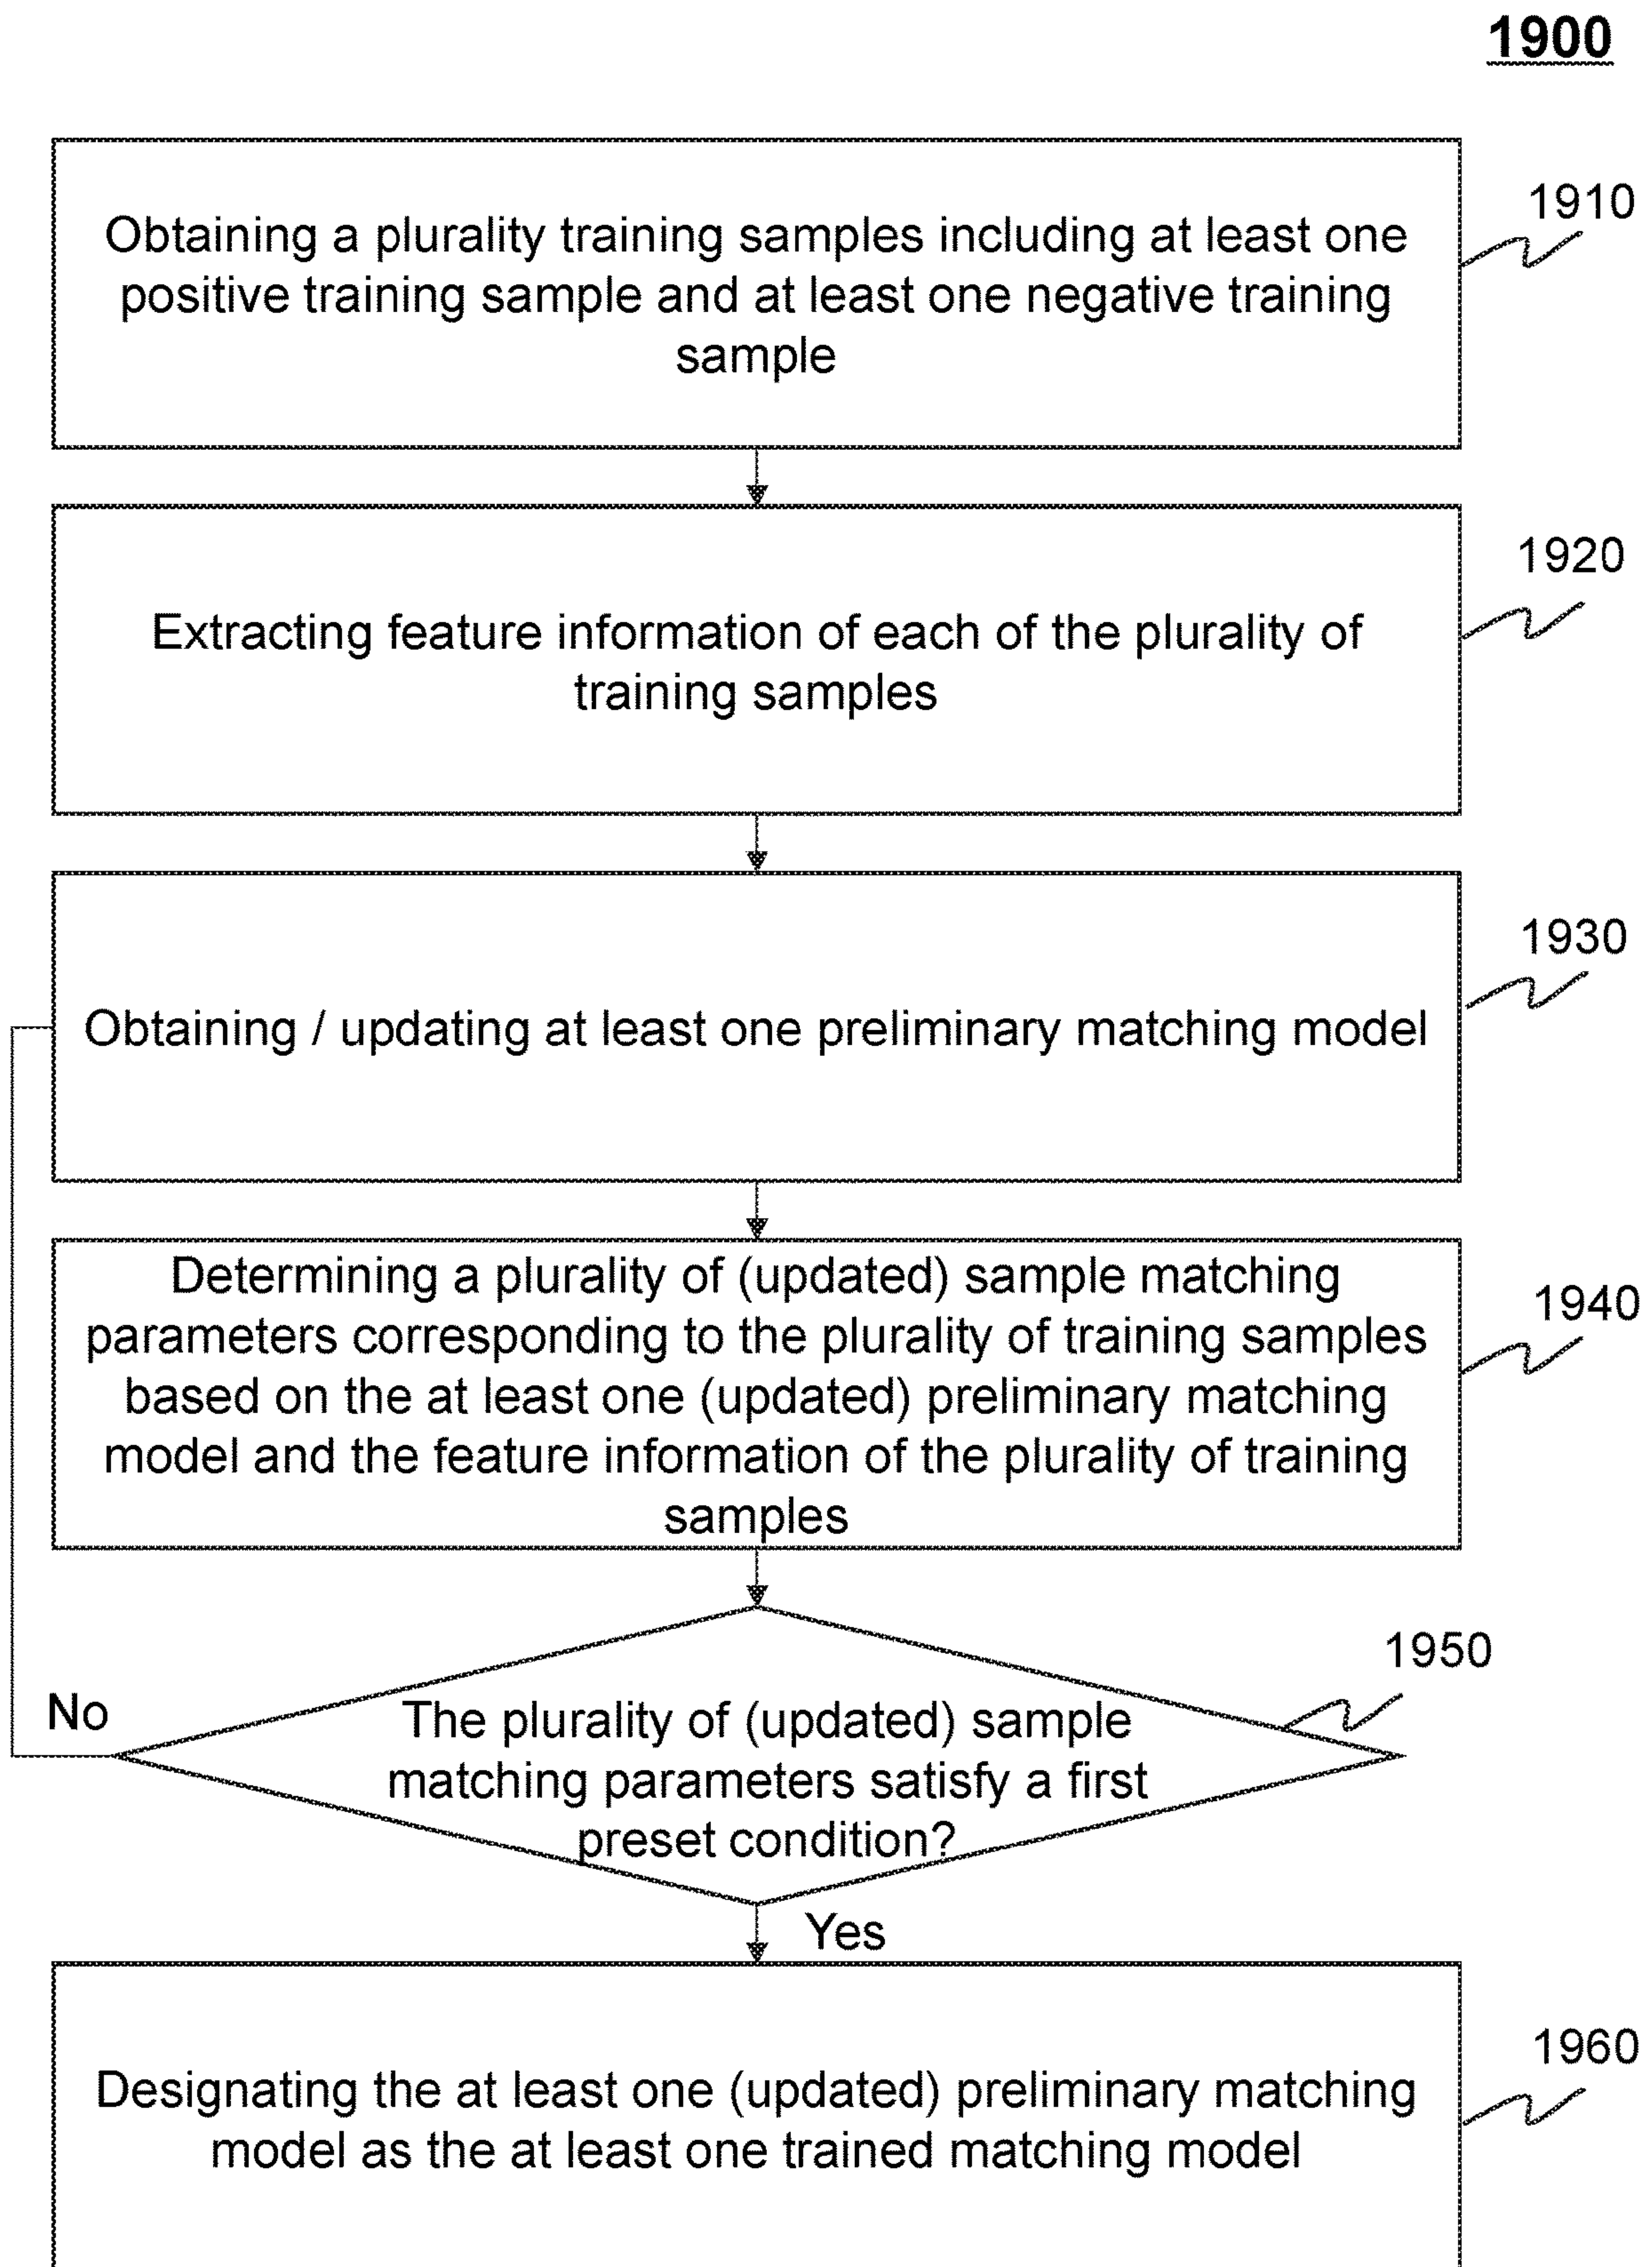 1900
Obtaining a plurality training samples including at least one
positive training sample and at least one negative training
sample
1910
Extracting feature information of each of the plurality of
training samples
1920
Obtaining / updating at least one preliminary matching model
1930
Determining a plurality of (updated) sample matching
parameters corresponding to the plurality of training samples
based on the at least one (updated) preliminary matching
model and the feature information of the plurality of training
samples
1940
The plurality of (updated) sample
matching parameters satisfy a first
preset condition?
1950
No
Yes
Designating the at least one (updated) preliminary matching
model as the at least one trained matching model
1960